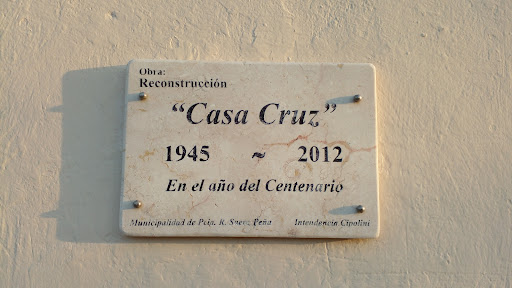 Obra:
Reconstrucción
“Casa Cruz”
1945 ~ 2012
En el año del Centenario
Municipalidad de Pcia. R. Saenz Peña Intendencia Cipolini